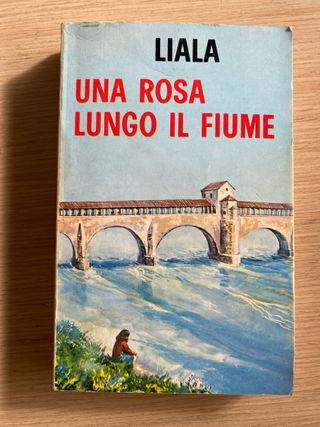 LIALA
UNA ROSA
LUNGO IL FIUME